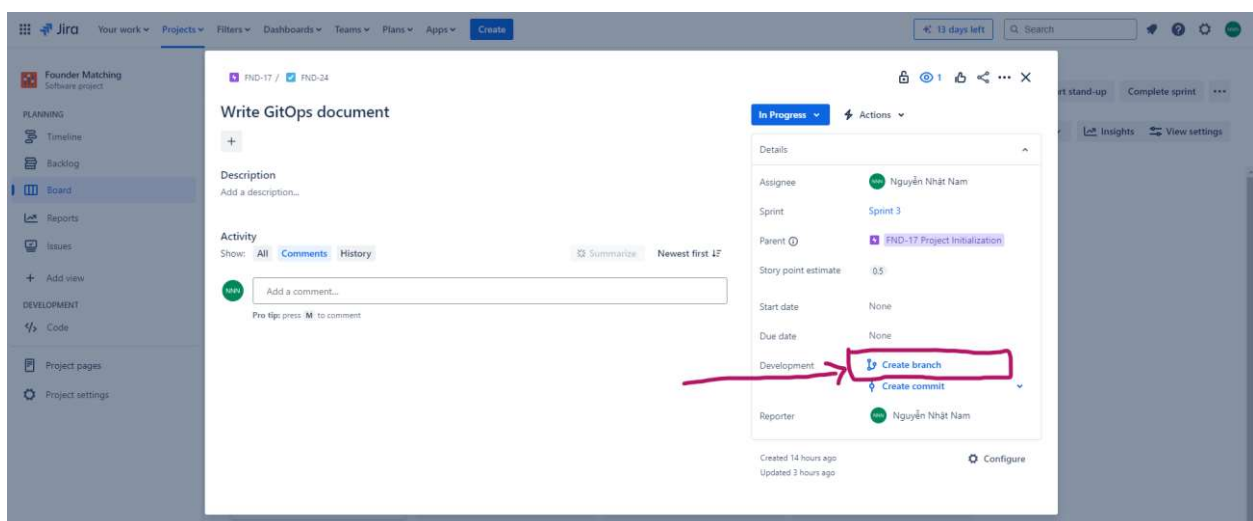 Jira Your work Projects Filters Dashboards Teams Plans Apps Create 13 days left Search
Founder Matching
Software project
PLANNING
Timeline
Backlog
Board
Reports
Issues
+ Add view
DEVELOPMENT
Code
Project pages
Project settings
FND-17 / FND-24 1
Write GitOps document
+
Description
Add a description...
Activity
Show: All Comments History Summarize Newest first
NNN Add a comment...
Pro tip: press M to comment
In Progress Actions
Details
Assignee NNN Nguyễn Nhật Nam
Sprint Sprint 3
Parent FND-17 Project Initialization
Story point estimate 0.5
Start date None
Due date None
Development Create branch
Create commit
Reporter NNN Nguyễn Nhật Nam
Created 14 hours ago Configure
Updated 3 hours ago
stand-up Complete sprint
Insights View settings